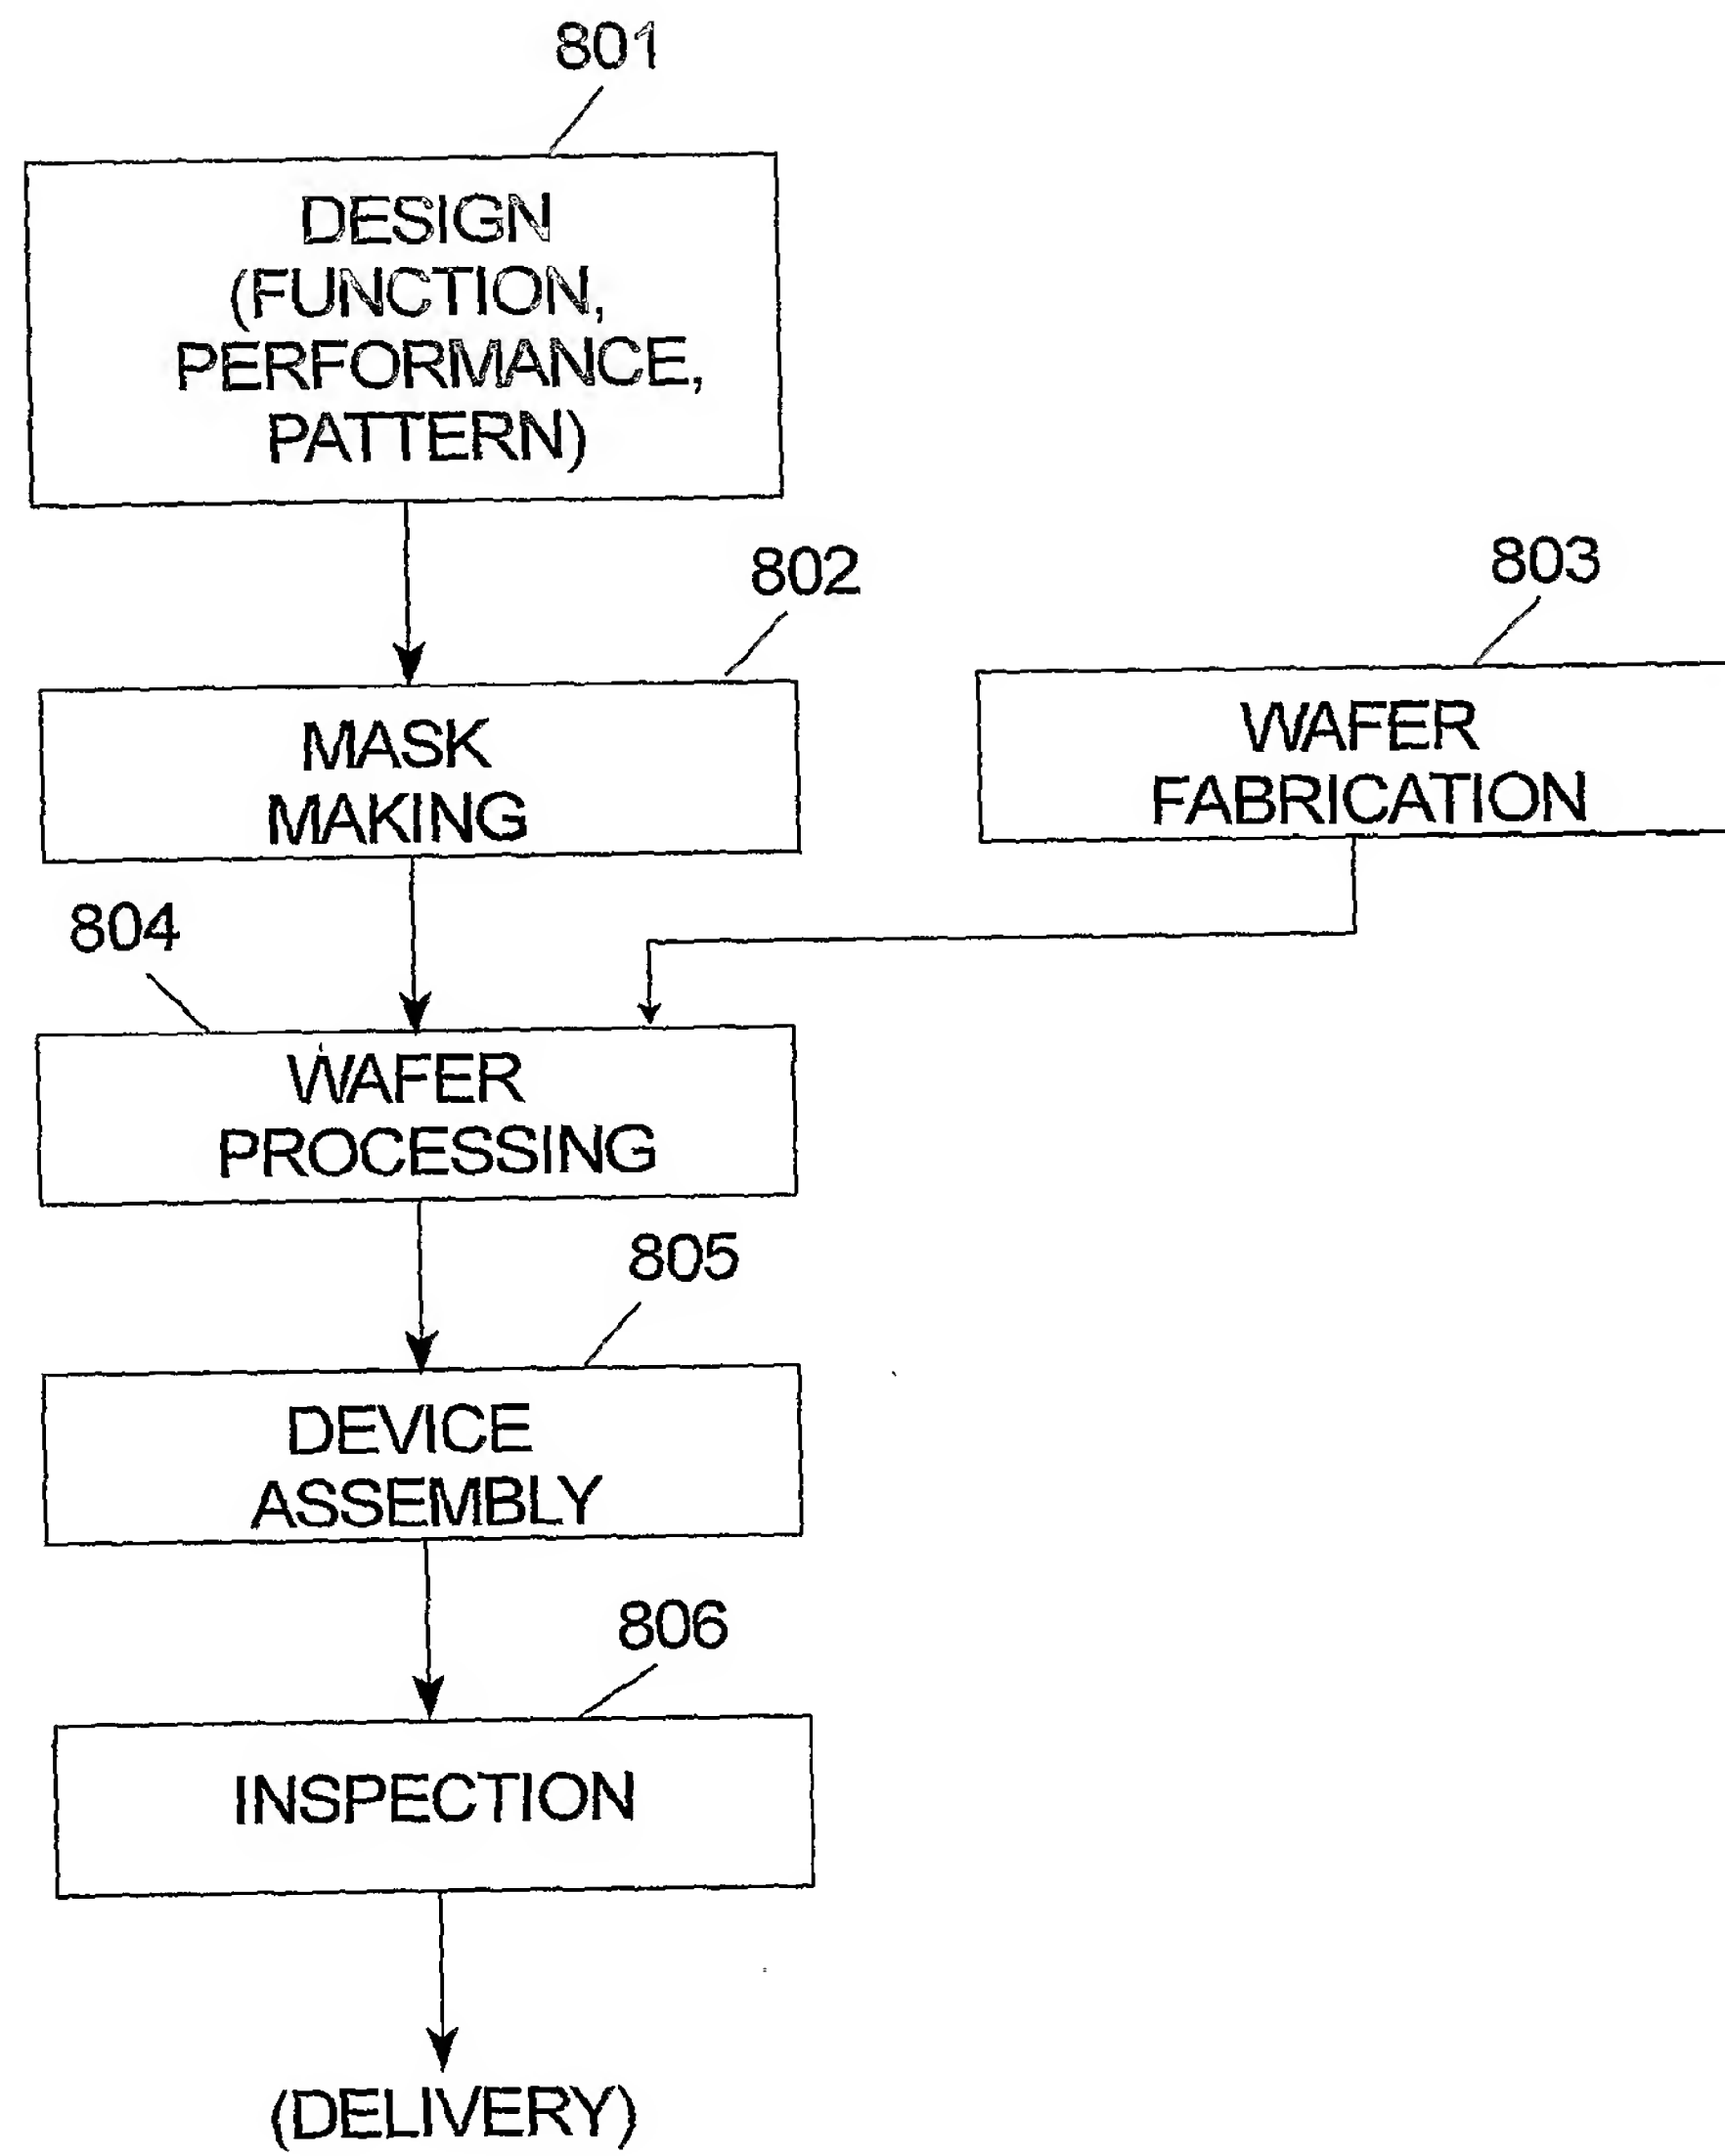 801
DESIGN
(FUNCTION,
PERFORMANCE,
PATTERN)
802
MASK
MAKING
803
WAFER
FABRICATION
804
WAFER
PROCESSING
805
DEVICE
ASSEMBLY
806
INSPECTION
(DELIVERY)